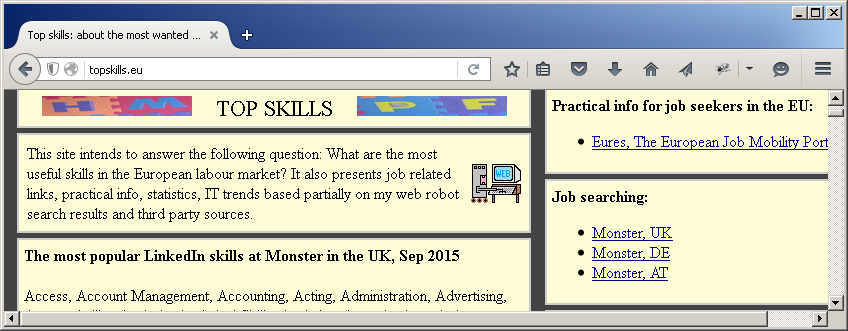 Top skills: about the most wanted ...
topskills.eu
H M
TOP SKILLS
P F
This site intends to answer the following question: What are the most
useful skills in the European labour market? It also presents job related
links, practical info, statistics, IT trends based partially on my web robot
search results and third party sources.
WEB
The most popular LinkedIn skills at Monster in the UK, Sep 2015
Access, Account Management, Accounting, Acting, Administration, Advertising,
Practical info for job seekers in the EU:
Eures, The European Job Mobility Port
Job searching:
Monster, UK
Monster, DE
Monster, AT